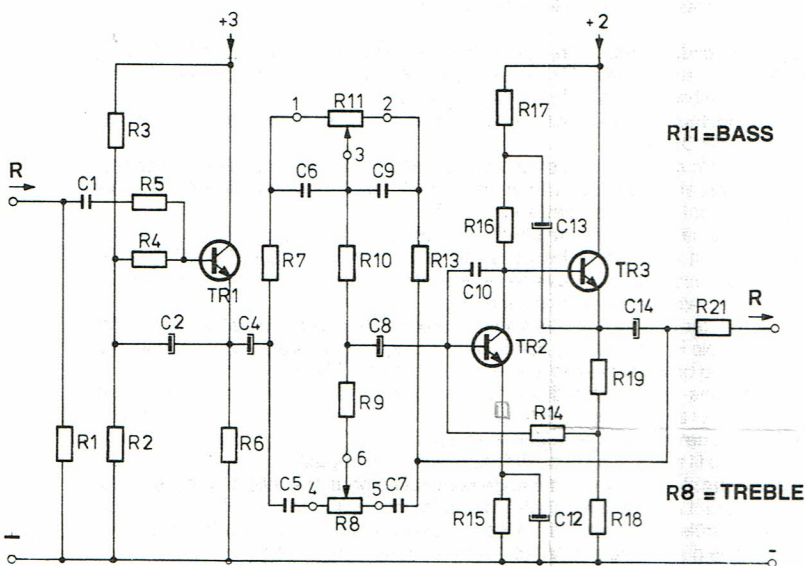 +3
+2
1
R11
2
R17
R3
R11=BASS
3
R
C1
R5
C6
C9
R16
C13
R4
R7
R10
R13
TR3
TR1
C10
C14
R21
R
C2
C4
C8
TR2
R19
R9
R14
R1
R2
R6
6
C5
4
5
C7
R8
R15
C12
R18
R8 = TREBLE
-
-